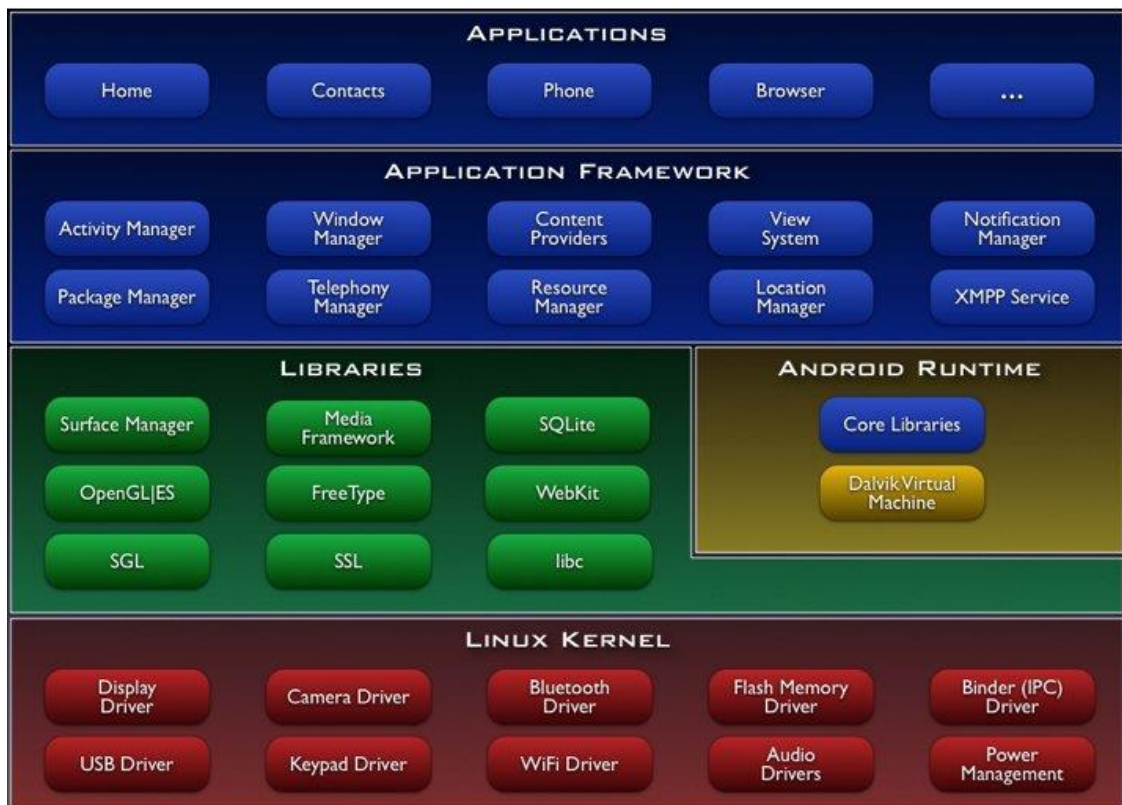 APPLICATIONS
Home
Contacts
Phone
Browser
...
APPLICATION FRAMEWORK
Activity Manager
Window
Manager
Content
Providers
View
System
Notification
Manager
Package Manager
Telephony
Manager
Resource
Manager
Location
Manager
XMPP Service
LIBRARIES
Surface Manager
Media
Framework
SQLite
OpenGL|ES
FreeType
WebKit
SGL
SSL
libc
ANDROID RUNTIME
Core Libraries
Dalvik Virtual
Machine
LINUX KERNEL
Display
Driver
Camera Driver
Bluetooth
Driver
Flash Memory
Driver
Binder (IPC)
Driver
USB Driver
Keypad Driver
WiFi Driver
Audio
Drivers
Power
Management